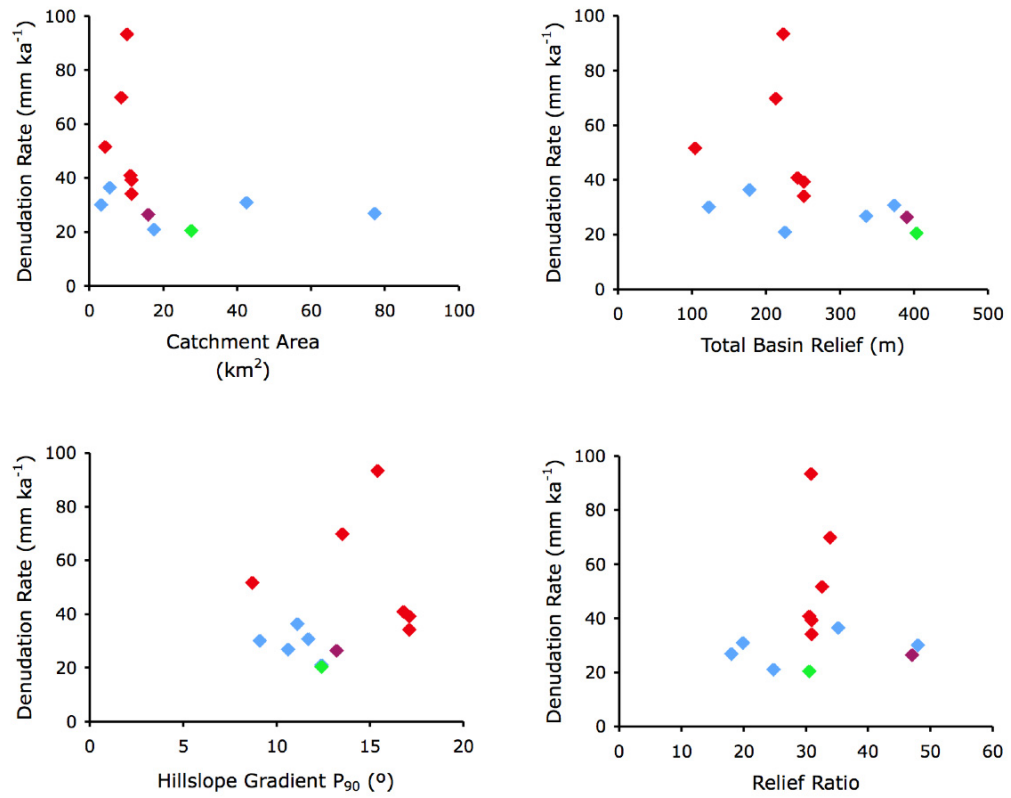 Denudation Rate (mm ka⁻¹)
100
80
60
40
20
0
0 20 40 60 80 100
Catchment Area
(km²)
Denudation Rate (mm ka⁻¹)
100
80
60
40
20
0
0 100 200 300 400 500
Total Basin Relief (m)
Denudation Rate (mm ka⁻¹)
100
80
60
40
20
0
0 5 10 15 20
Hillslope Gradient P₉₀ (º)
Denudation Rate (mm ka⁻¹)
100
80
60
40
20
0
0 10 20 30 40 50 60
Relief Ratio